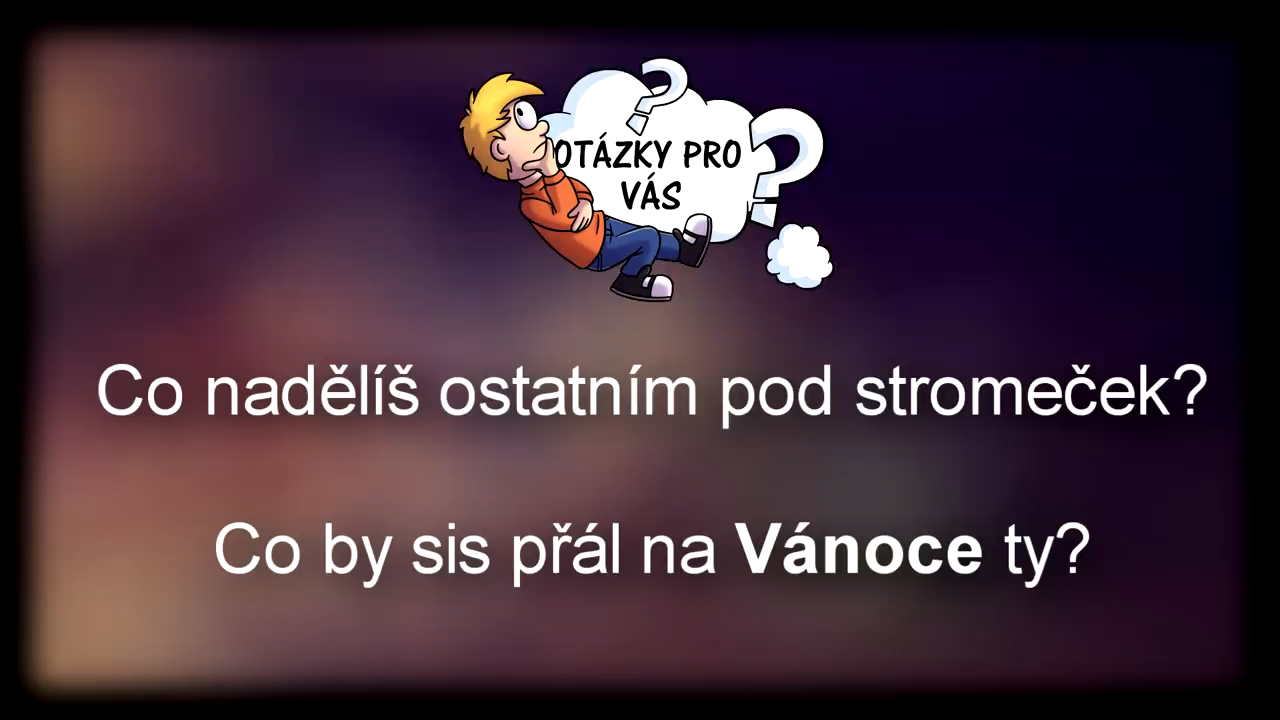 OTÁZKY PRO
VÁS
Co nadělíš ostatním pod stromeček?
Co by sis přál na Vánoce ty?